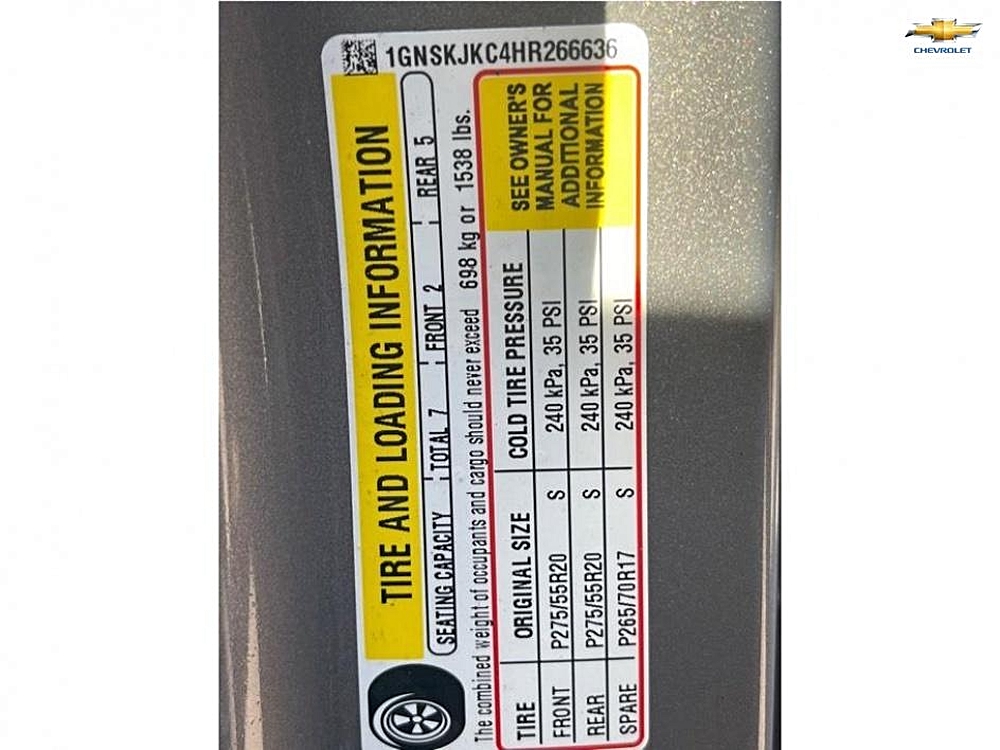 1GNSKJKC4HR266636
TIRE AND LOADING INFORMATION
SEATING CAPACITY TOTAL 7 FRONT 2 REAR 5
The combined weight of occupants and cargo should never exceed 698 kg or 1538 lbs.
TIRE ORIGINAL SIZE COLD TIRE PRESSURE
FRONT P275/55R20 S 240 kPa, 35 PSI
REAR P275/55R20 S 240 kPa, 35 PSI
SPARE P265/70R17 S 240 kPa, 35 PSI
SEE OWNER'S
MANUAL FOR
ADDITIONAL
INFORMATION
CHEVROLET